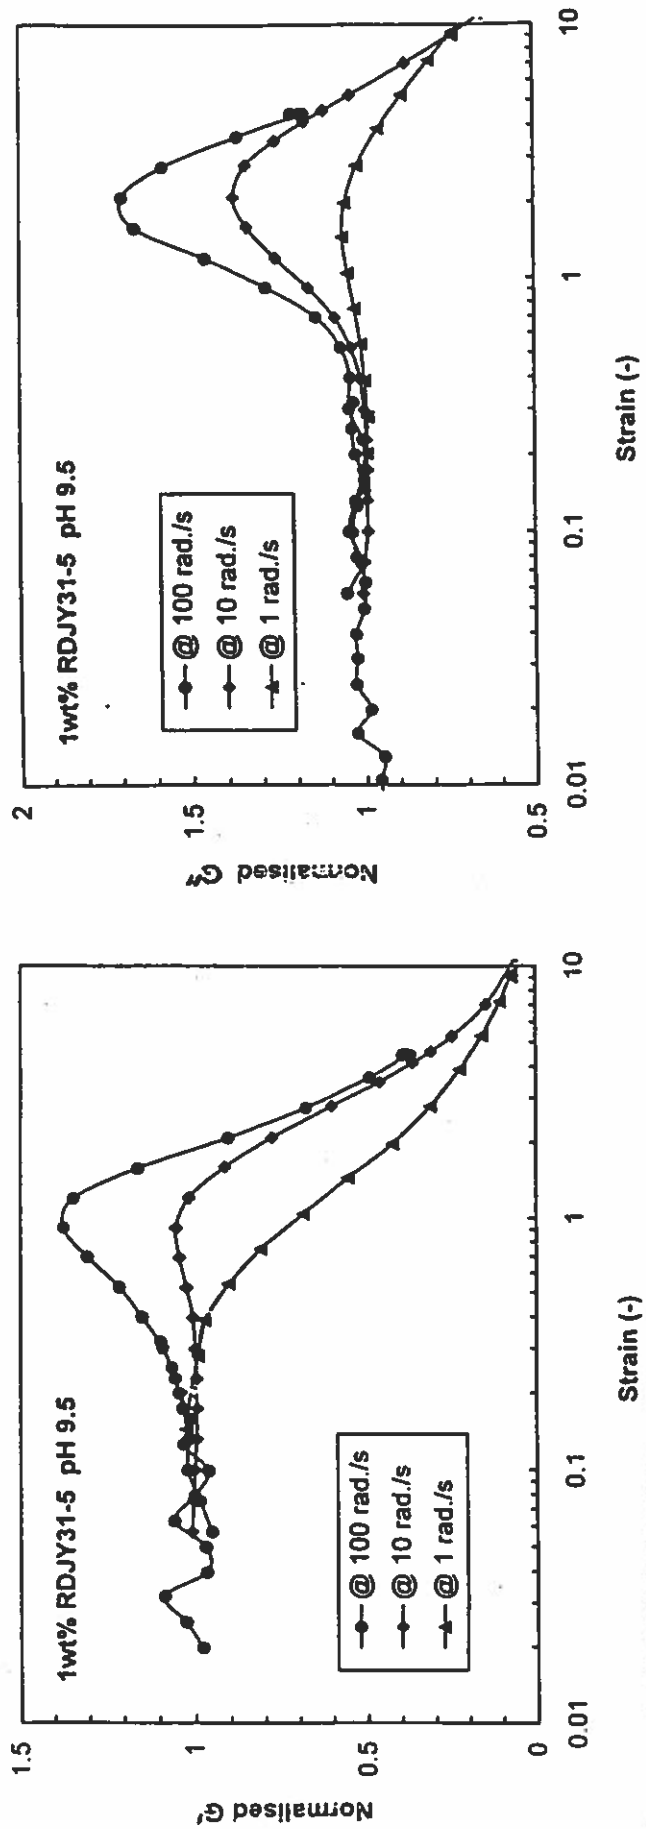 1wt% RDJY31-5 pH 9.5
Normalised G'
1.5
1
0.5
0
@ 100 rad./s
@ 10 rad./s
@ 1 rad./s
0.01
0.1
1
10
Strain (-)
1wt% RDJY31-5 pH 9.5
Normalised G''
2
1.5
1
0.5
@ 100 rad./s
@ 10 rad./s
@ 1 rad./s
0.01
0.1
1
10
Strain (-)